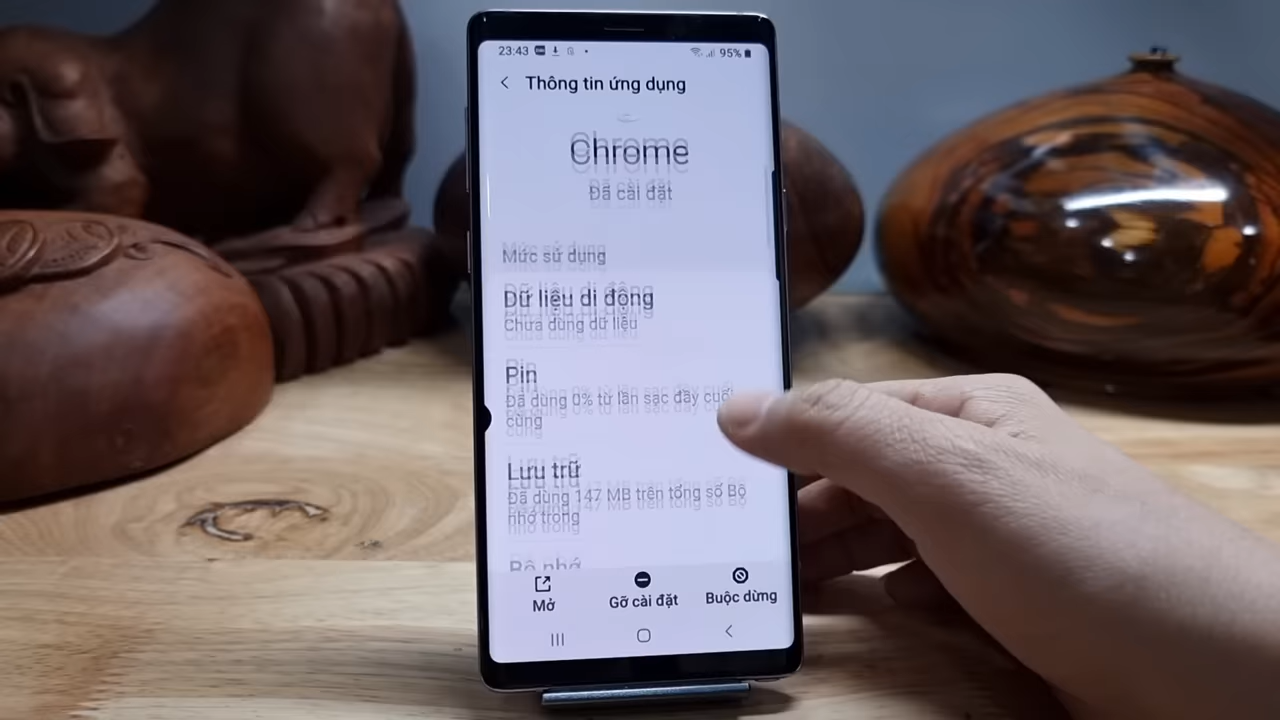 23:43
95%
Thông tin ứng dụng
Chrome
Đã cài đặt
Mức sử dụng
Dữ liệu di động
Chưa dùng dữ liệu
Pin
Đã dùng 0% từ lần sạc đầy cuối
cùng
Lưu trữ
Đã dùng 147 MB trên tổng số Bộ
nhớ trong
Bộ nhớ
Mở
Gỡ cài đặt
Buộc dừng